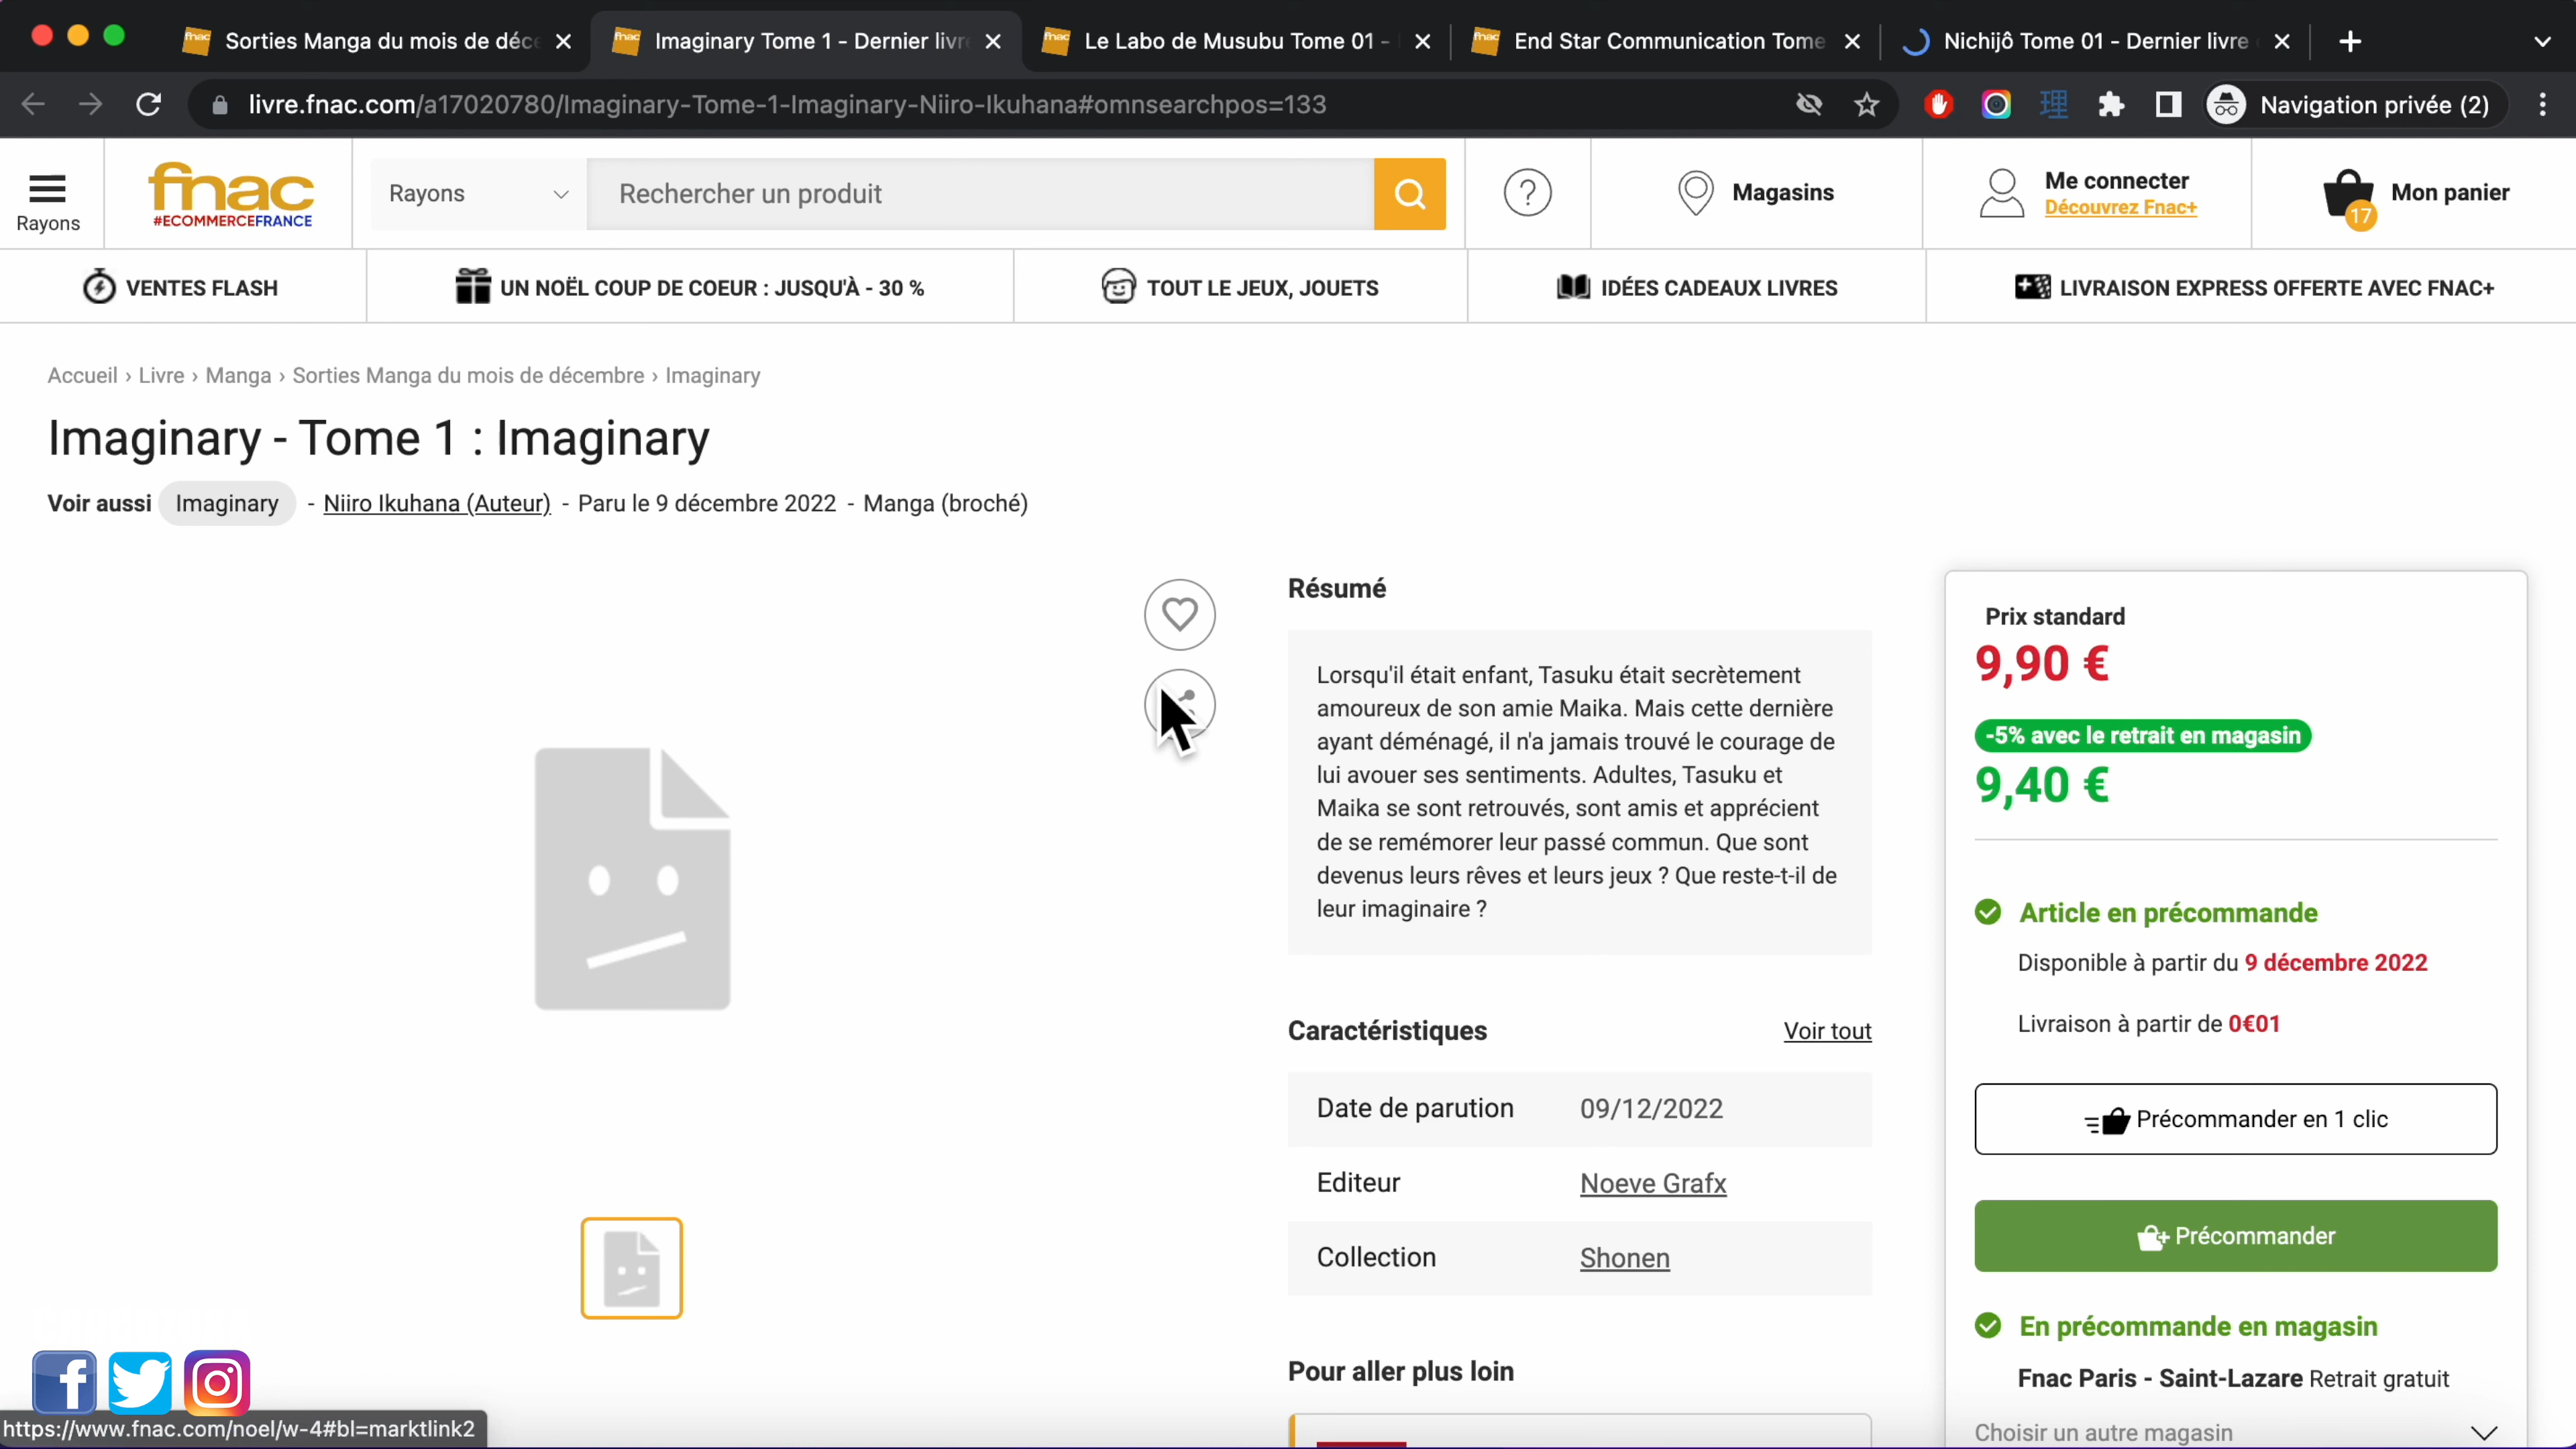 Sorties Manga du mois de déce
Imaginary Tome 1 - Dernier livre
Le Labo de Musubu Tome 01 -
End Star Communication Tome
Nichijô Tome 01 - Dernier livre
livre.fnac.com/a17020780/Imaginary-Tome-1-Imaginary-Niiro-Ikuhana#omnsearchpos=133
理
Navigation privée (2)
Rayons
fnac
#ECOMMERCEFRANCE
Rayons
Rechercher un produit
?
Magasins
Me connecter
Découvrez Fnac+
17
Mon panier
VENTES FLASH
UN NOËL COUP DE COEUR : JUSQU'À - 30 %
TOUT LE JEUX, JOUETS
IDÉES CADEAUX LIVRES
LIVRAISON EXPRESS OFFERTE AVEC FNAC+
Accueil › Livre › Manga › Sorties Manga du mois de décembre › Imaginary
Imaginary - Tome 1 : Imaginary
Voir aussi Imaginary - Niiro Ikuhana (Auteur) - Paru le 9 décembre 2022 - Manga (broché)
Résumé
Lorsqu'il était enfant, Tasuku était secrètement
amoureux de son amie Maika. Mais cette dernière
ayant déménagé, il n'a jamais trouvé le courage de
lui avouer ses sentiments. Adultes, Tasuku et
Maika se sont retrouvés, sont amis et apprécient
de se remémorer leur passé commun. Que sont
devenus leurs rêves et leurs jeux ? Que reste-t-il de
leur imaginaire ?
Caractéristiques
Voir tout
Date de parution 09/12/2022
Editeur Noeve Grafx
Collection Shonen
Pour aller plus loin
Prix standard
9,90 €
-5% avec le retrait en magasin
9,40 €
Article en précommande
Disponible à partir du 9 décembre 2022
Livraison à partir de 0€01
Précommander en 1 clic
Précommander
En précommande en magasin
Fnac Paris - Saint-Lazare Retrait gratuit
Choisir un autre magasin
https://www.fnac.com/noel/w-4#bl=marktlink2